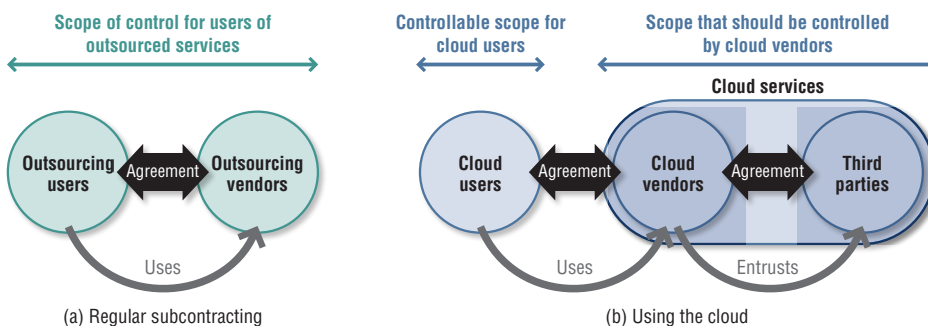 Scope of control for users of
outsourced services
Controllable scope for
cloud users
Scope that should be controlled
by cloud vendors
Cloud services
Outsourcing
users
Agreement
Outsourcing
vendors
Uses
(a) Regular subcontracting
Cloud
users
Agreement
Cloud
vendors
Agreement
Third
parties
Uses
Entrusts
(b) Using the cloud